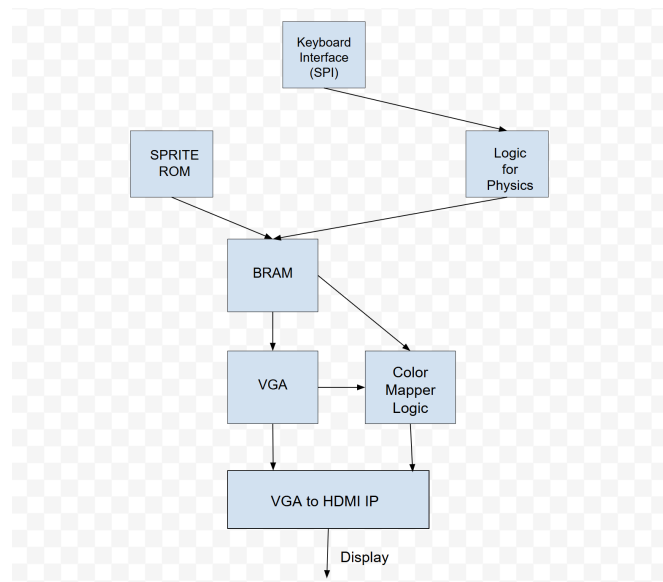 Keyboard
Interface
(SPI)
SPRITE
ROM
Logic
for
Physics
BRAM
VGA
Color
Mapper
Logic
VGA to HDMI IP
Display